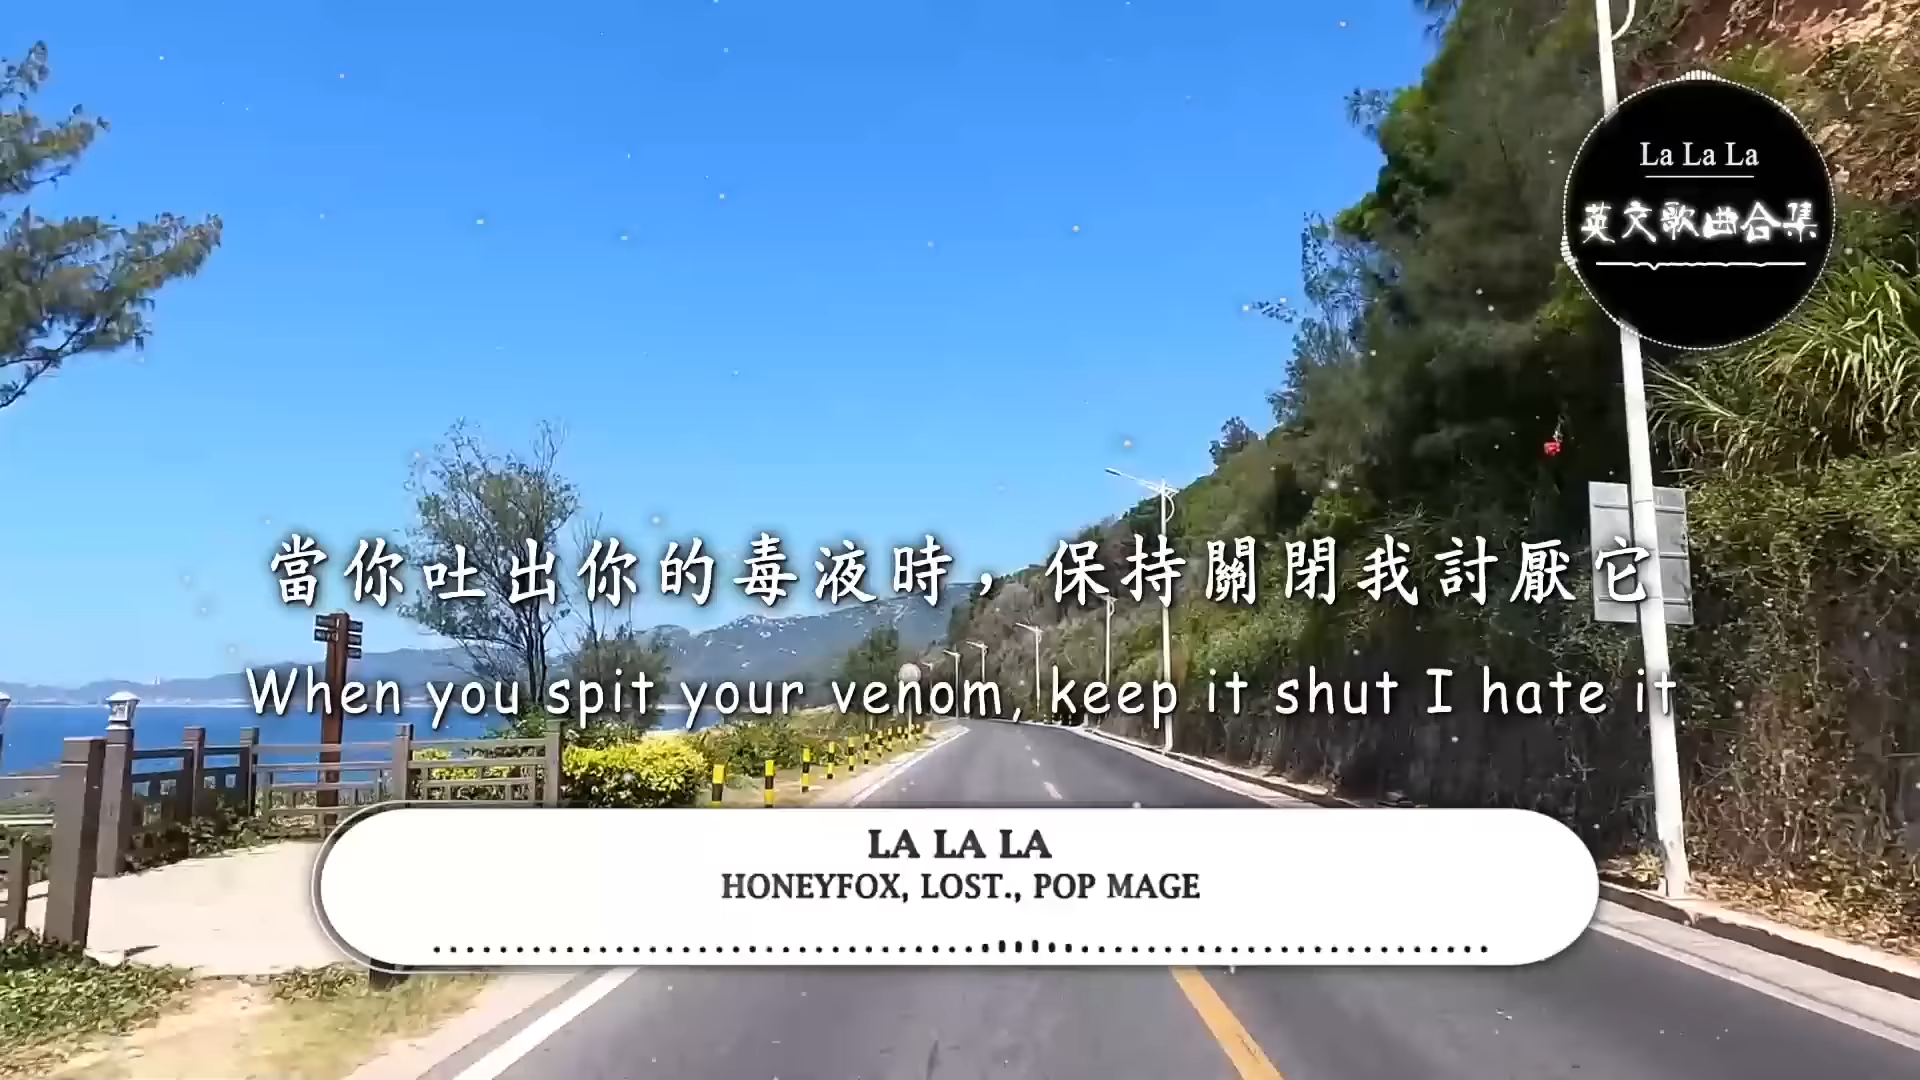 La La La
英文歌曲合集
當你吐出你的毒液時，保持關閉我討厭它
When you spit your venom, keep it shut I hate it
LA LA LA
HONEYFOX, LOST., POP MAGE